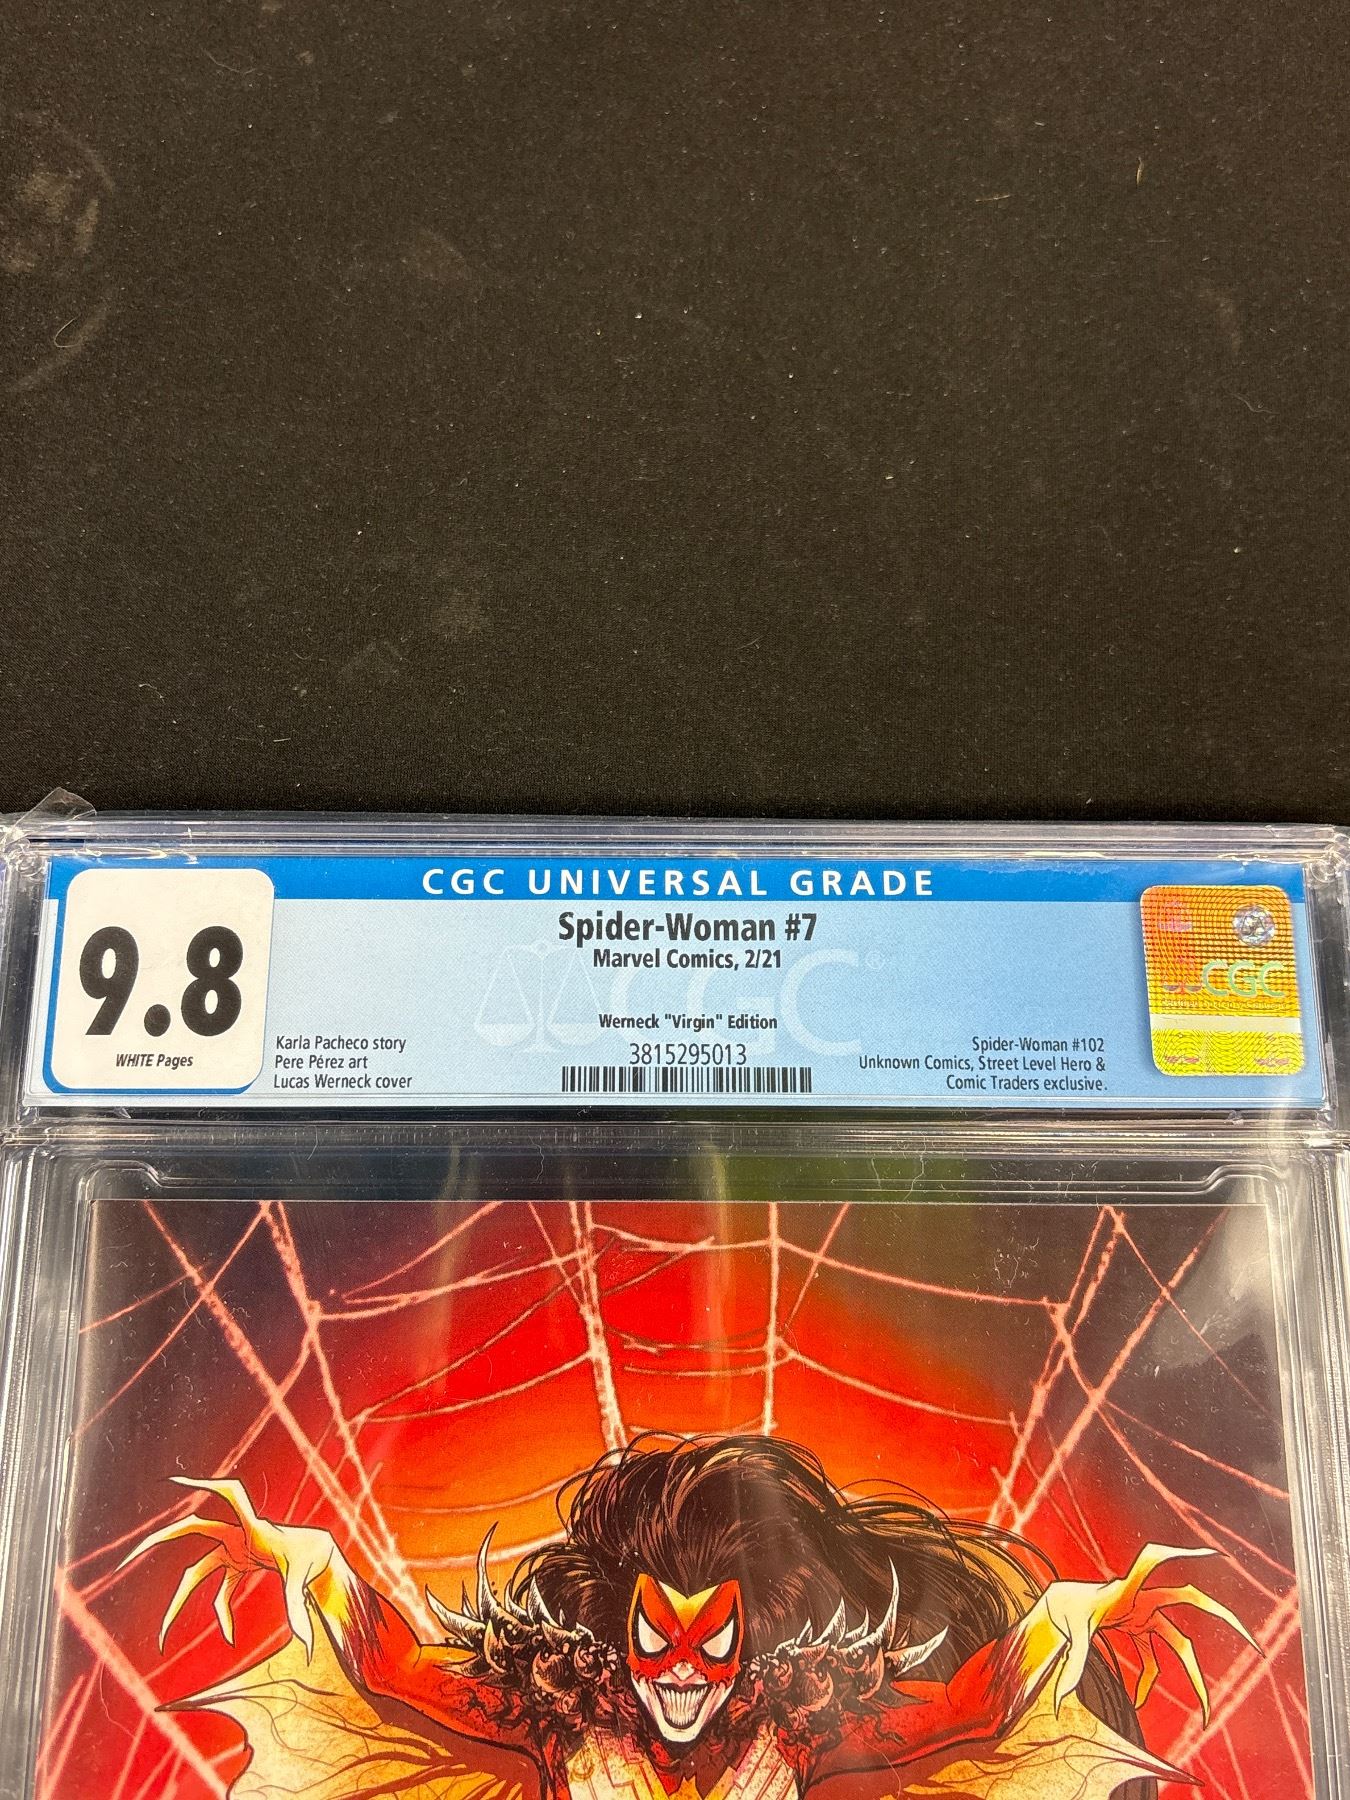 CGC UNIVERSAL GRADE
9.8
WHITE Pages
Spider-Woman #7
Marvel Comics, 2/21
Werneck "Virgin" Edition
3815295013
Karla Pacheco story
Pere Pérez art
Lucas Werneck cover
Spider-Woman #102
Unknown Comics, Street Level Hero &
Comic Traders exclusive.
CGC®
CGC